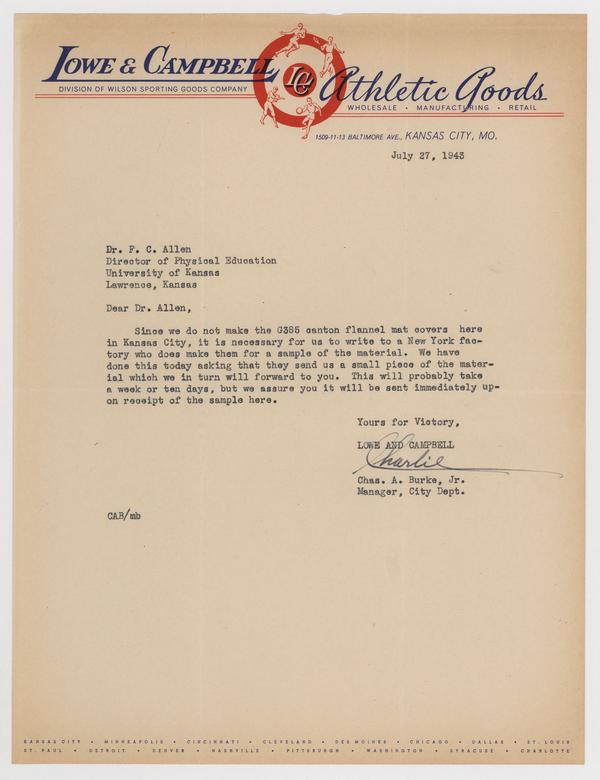 LOWE & CAMPBELL LC Athletic Goods
DIVISION OF WILSON SPORTING GOODS COMPANY
WHOLESALE • MANUFACTURING • RETAIL
1509-11-13 BALTIMORE AVE., KANSAS CITY, MO.
July 27, 1943
Dr. F. C. Allen
Director of Physical Education
University of Kansas
Lawrence, Kansas
Dear Dr. Allen,
Since we do not make the G385 canton flannel mat covers here
in Kansas City, it is necessary for us to write to a New York fac-
tory who does make them for a sample of the material. We have
done this today asking that they send us a small piece of the mater-
ial which we in turn will forward to you. This will probably take
a week or ten days, but we assure you it will be sent immediately up-
on receipt of the sample here.
Yours for Victory,
LOWE AND CAMPBELL
Charlie
Chas. A. Burke, Jr.
Manager, City Dept.
CAB/mb
KANSAS CITY • MINNEAPOLIS • CINCINNATI • CLEVELAND • DES MOINES • CHICAGO • DALLAS • ST. LOUIS
ST. PAUL • DETROIT • DENVER • NASHVILLE • PITTSBURGH • WASHINGTON • SYRACUSE • CHARLOTTE